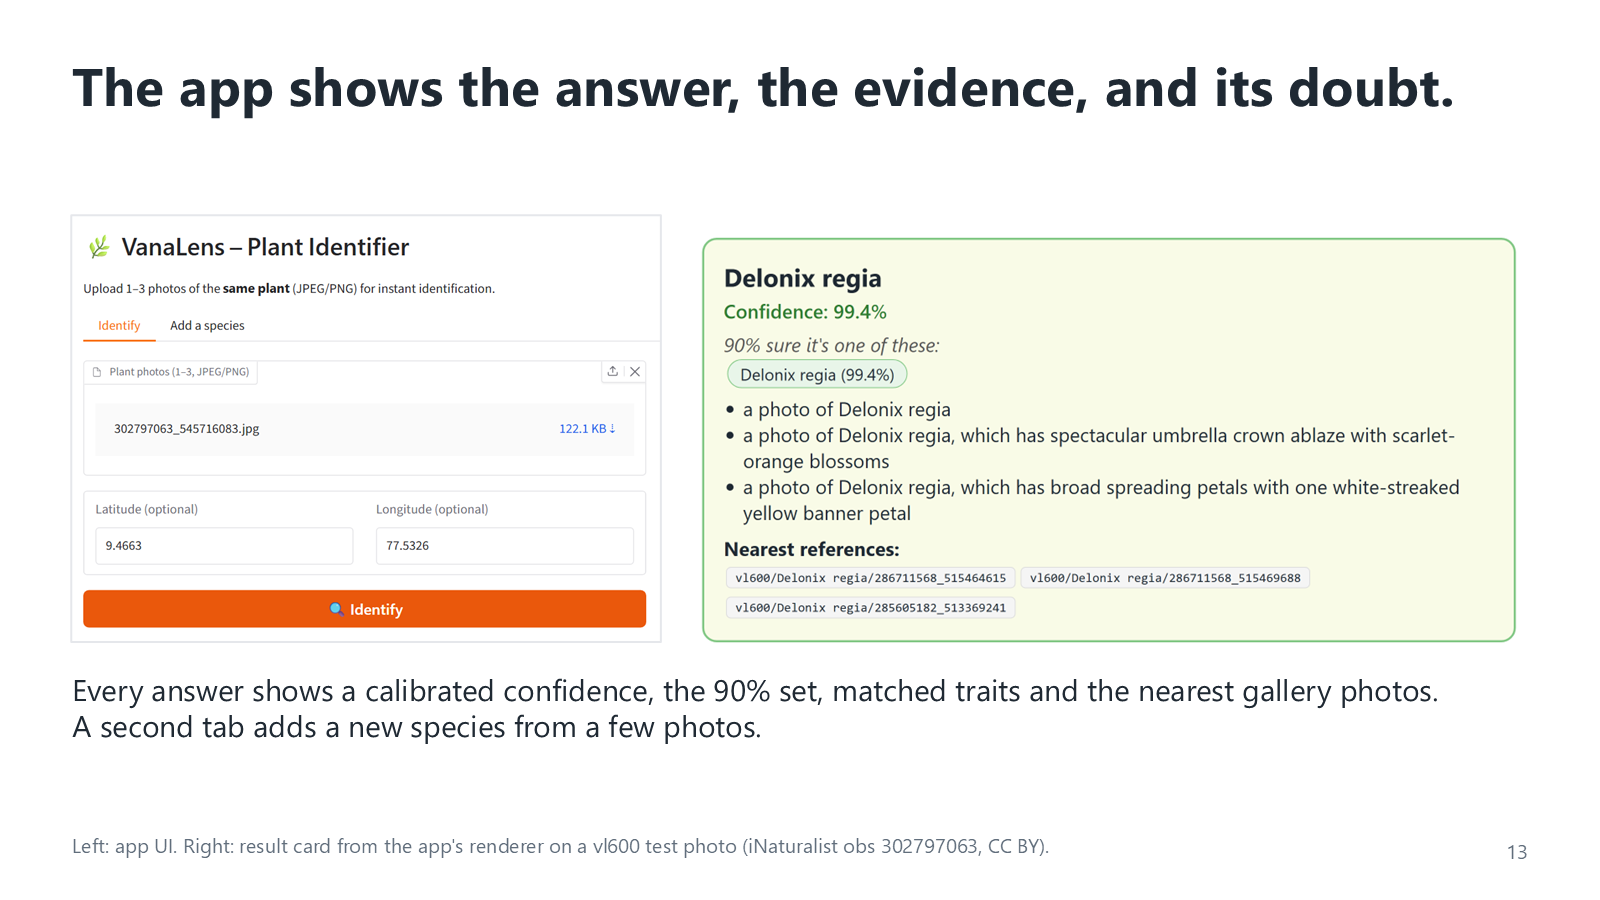 The app shows the answer, the evidence, and its doubt.
VanaLens – Plant Identifier
Upload 1–3 photos of the same plant (JPEG/PNG) for instant identification.
Identify
Add a species
Plant photos (1–3, JPEG/PNG)
302797063_545716083.jpg
122.1 KB ↓
Latitude (optional)
Longitude (optional)
9.4663
77.5326
Identify
Delonix regia
Confidence: 99.4%
90% sure it's one of these:
Delonix regia (99.4%)
• a photo of Delonix regia
• a photo of Delonix regia, which has spectacular umbrella crown ablaze with scarlet-
orange blossoms
• a photo of Delonix regia, which has broad spreading petals with one white-streaked
yellow banner petal
Nearest references:
vl600/Delonix regia/286711568_515464615
vl600/Delonix regia/286711568_515469688
vl600/Delonix regia/285605182_513369241
Every answer shows a calibrated confidence, the 90% set, matched traits and the nearest gallery photos.
A second tab adds a new species from a few photos.
Left: app UI. Right: result card from the app's renderer on a vl600 test photo (iNaturalist obs 302797063, CC BY).
13